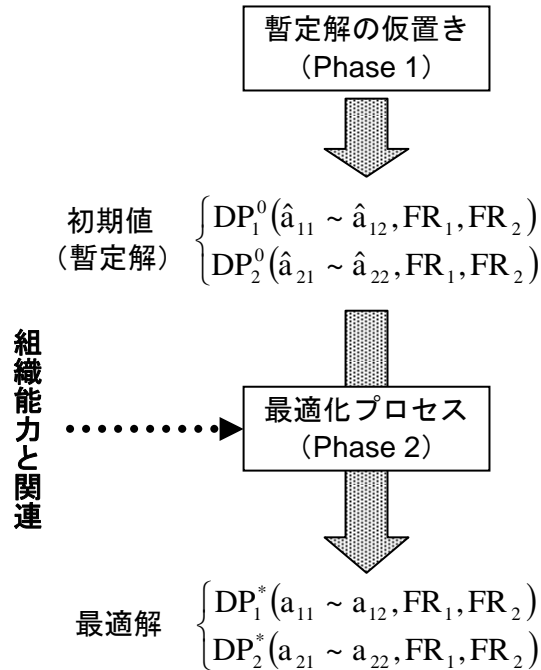 暫定解の仮置き
（Phase 1）
初期値
（暫定解）
DP₁⁰(â₁₁ ~ â₁₂, FR₁, FR₂)
DP₂⁰(â₂₁ ~ â₂₂, FR₁, FR₂)
組織能力と関連
最適化プロセス
（Phase 2）
最適解
DP₁*(a₁₁ ~ a₁₂, FR₁, FR₂)
DP₂*(a₂₁ ~ a₂₂, FR₁, FR₂)